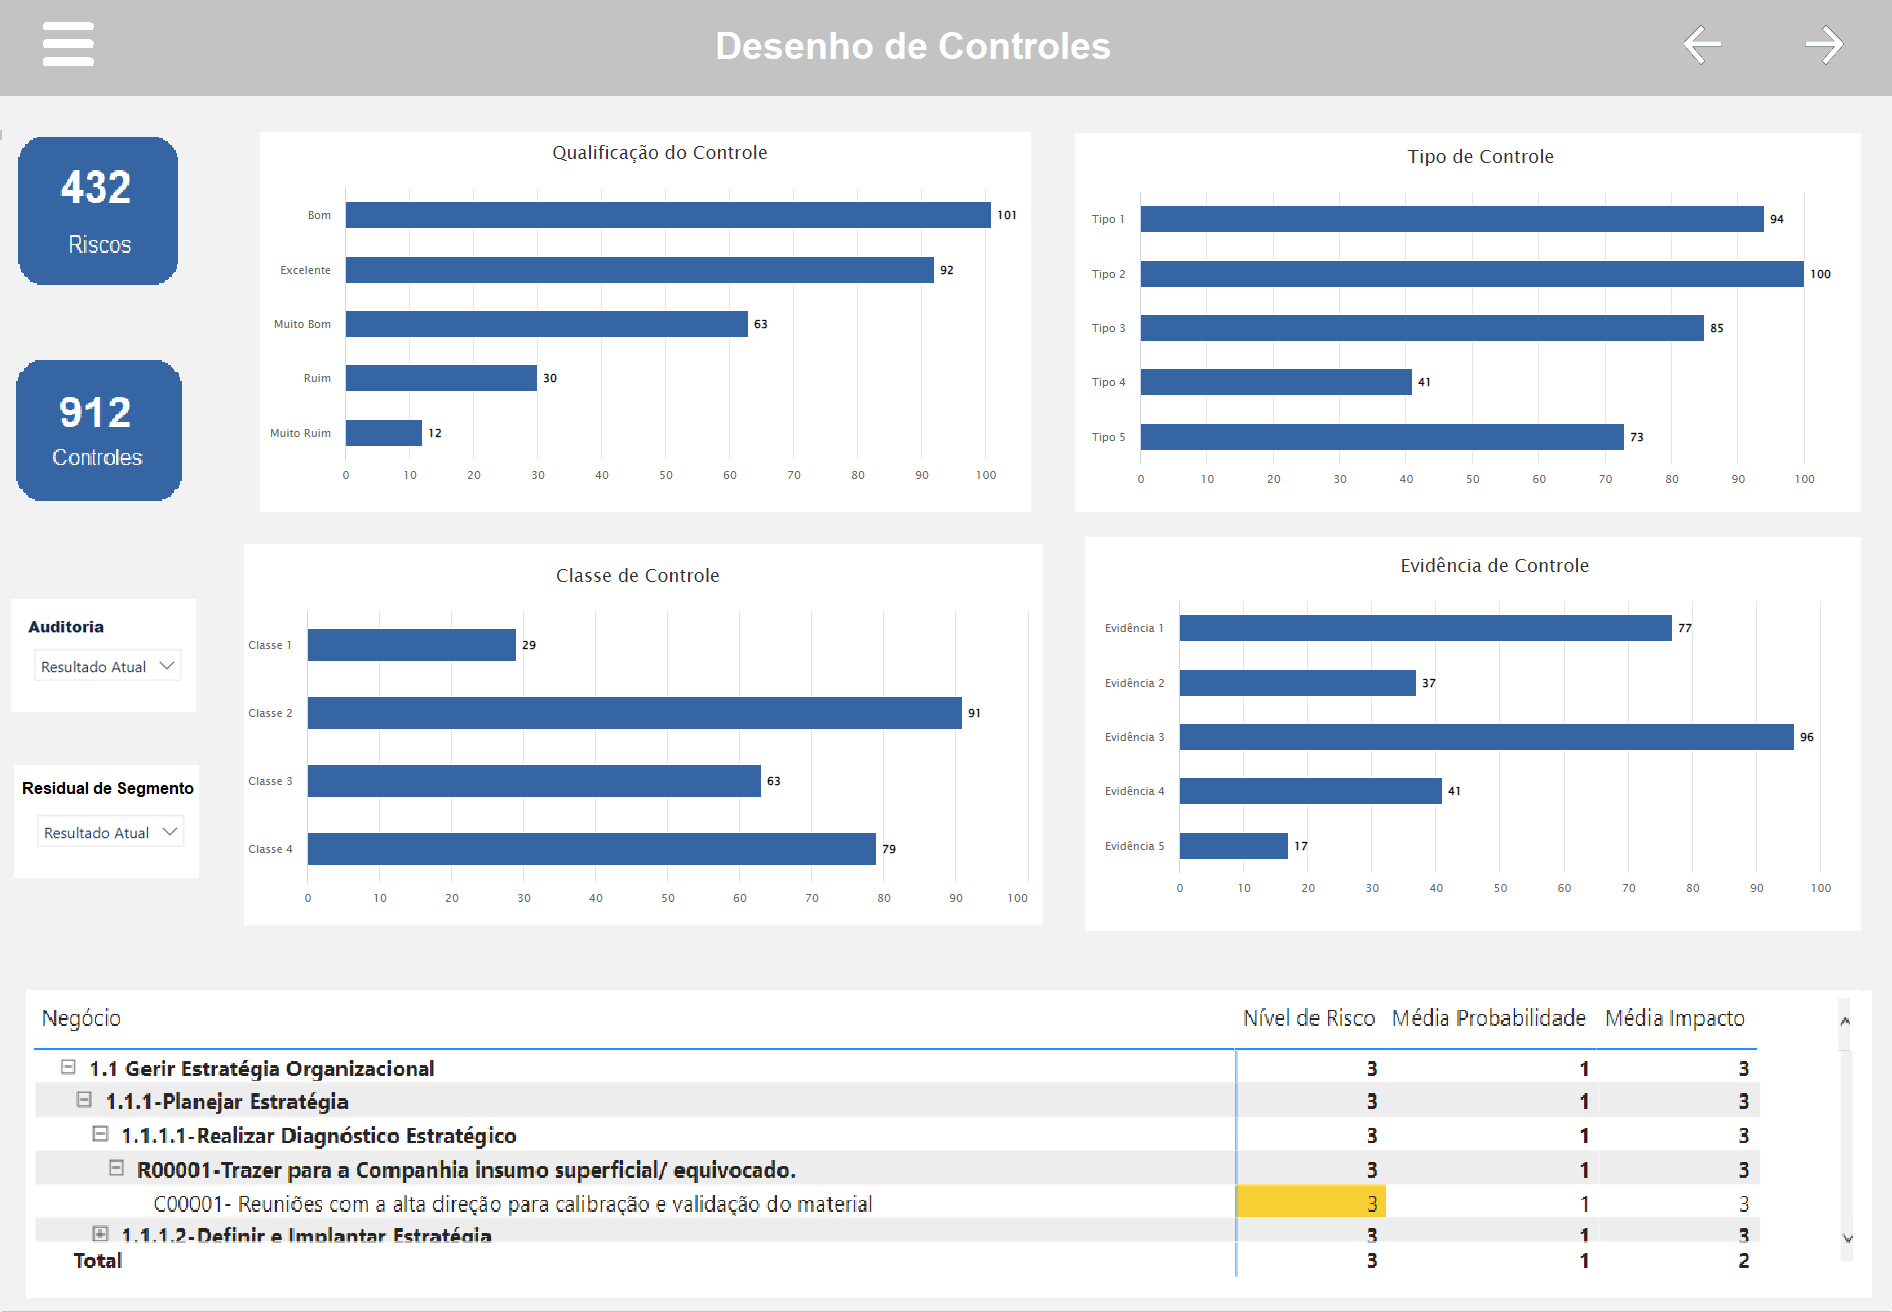 Desenho de Controles
432
Riscos
912
Controles
Auditoria
Resultado Atual
Residual de Segmento
Resultado Atual
Qualificação do Controle
Bom 101
Excelente 92
Muito Bom 63
Ruim 30
Muito Ruim 12
0 10 20 30 40 50 60 70 80 90 100
Tipo de Controle
Tipo 1 94
Tipo 2 100
Tipo 3 85
Tipo 4 41
Tipo 5 73
0 10 20 30 40 50 60 70 80 90 100
Classe de Controle
Classe 1 29
Classe 2 91
Classe 3 63
Classe 4 79
0 10 20 30 40 50 60 70 80 90 100
Evidência de Controle
Evidência 1 77
Evidência 2 37
Evidência 3 96
Evidência 4 41
Evidência 5 17
0 10 20 30 40 50 60 70 80 90 100
Negócio Nível de Risco Média Probabilidade Média Impacto
1.1 Gerir Estratégia Organizacional 3 1 3
1.1.1-Planejar Estratégia 3 1 3
1.1.1.1-Realizar Diagnóstico Estratégico 3 1 3
R00001-Trazer para a Companhia insumo superficial/ equivocado. 3 1 3
C00001- Reuniões com a alta direção para calibração e validação do material 3 1 3
1.1.1.2-Definir e Implantar Estratégia 3 1 3
Total 3 1 2